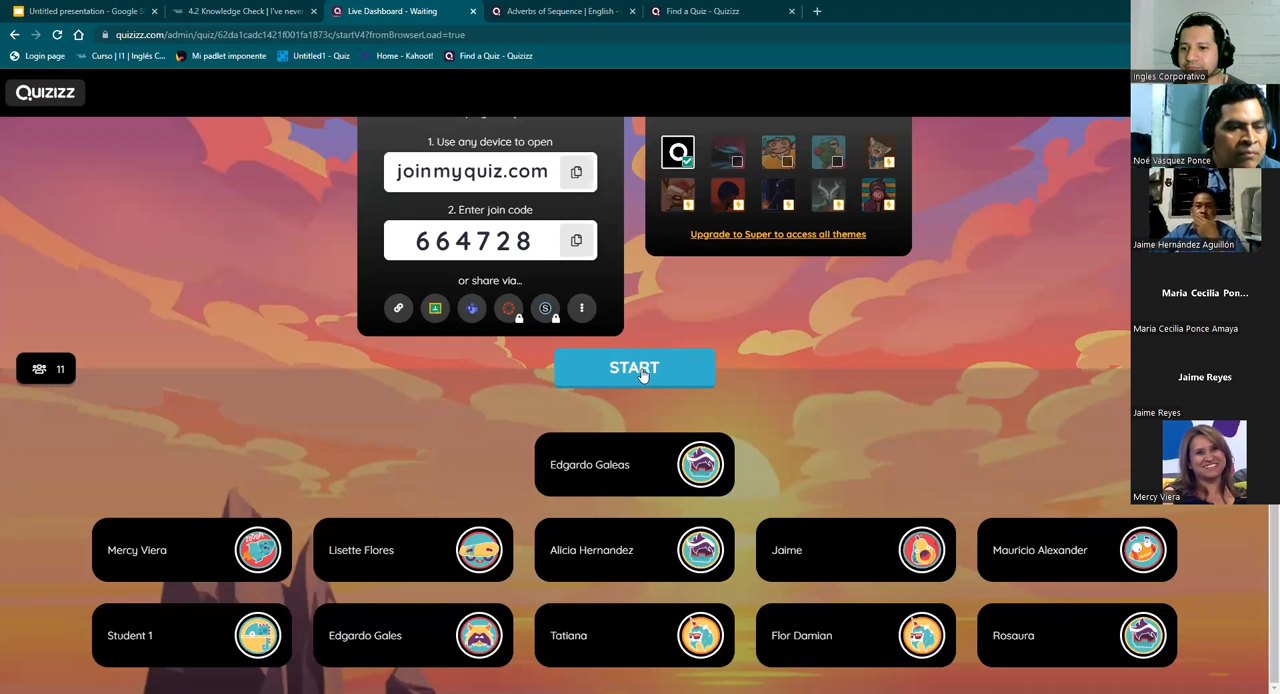 Untitled presentation - Google S
4.2 Knowledge Check | I've never
Live Dashboard - Waiting
Adverbs of Sequence | English -
Find a Quiz - Quizizz
quizizz.com/admin/quiz/62da1cadc1421f001fa1873c/startV4?fromBrowserLoad=true
Login page
Curso | I1 | Inglés C...
Mi padlet imponente
Untitled1 - Quiz
Home - Kahoot!
Find a Quiz - Quizizz
QUIZIZZ
1. Use any device to open
joinmyquiz.com
2. Enter join code
664728
or share via...
Upgrade to Super to access all themes
START
11
Edgardo Galeas
Mercy Viera
Lisette Flores
Alicia Hernandez
Jaime
Mauricio Alexander
Student 1
Edgardo Gales
Tatiana
Flor Damian
Rosaura
Ingles Corporativo
Noé Vásquez Ponce
Jaime Hernández Aguillón
Maria Cecilia Pon...
Maria Cecilia Ponce Amaya
Jaime Reyes
Jaime Reyes
Mercy Viera